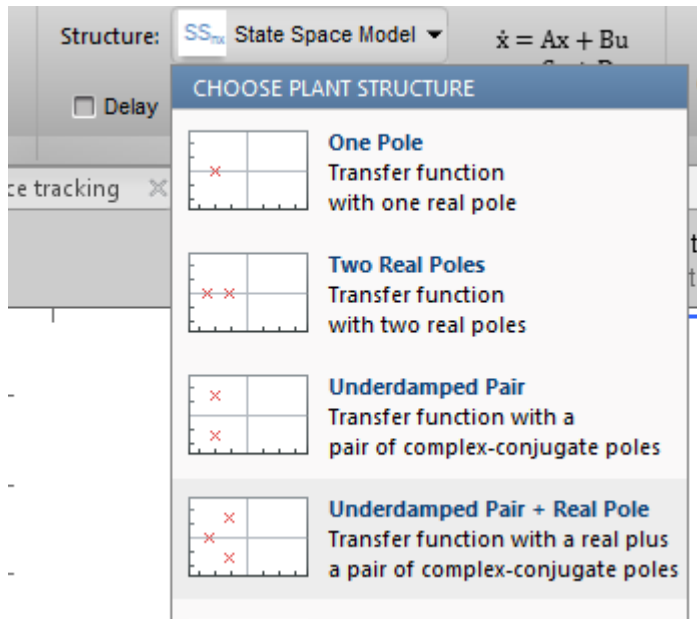 Structure: SSnx State Space Model ẋ = Ax + Bu
CHOOSE PLANT STRUCTURE
Delay
One Pole
Transfer function
with one real pole
ce tracking
Two Real Poles
Transfer function
with two real poles
Underdamped Pair
Transfer function with a
pair of complex-conjugate poles
Underdamped Pair + Real Pole
Transfer function with a real plus
a pair of complex-conjugate poles